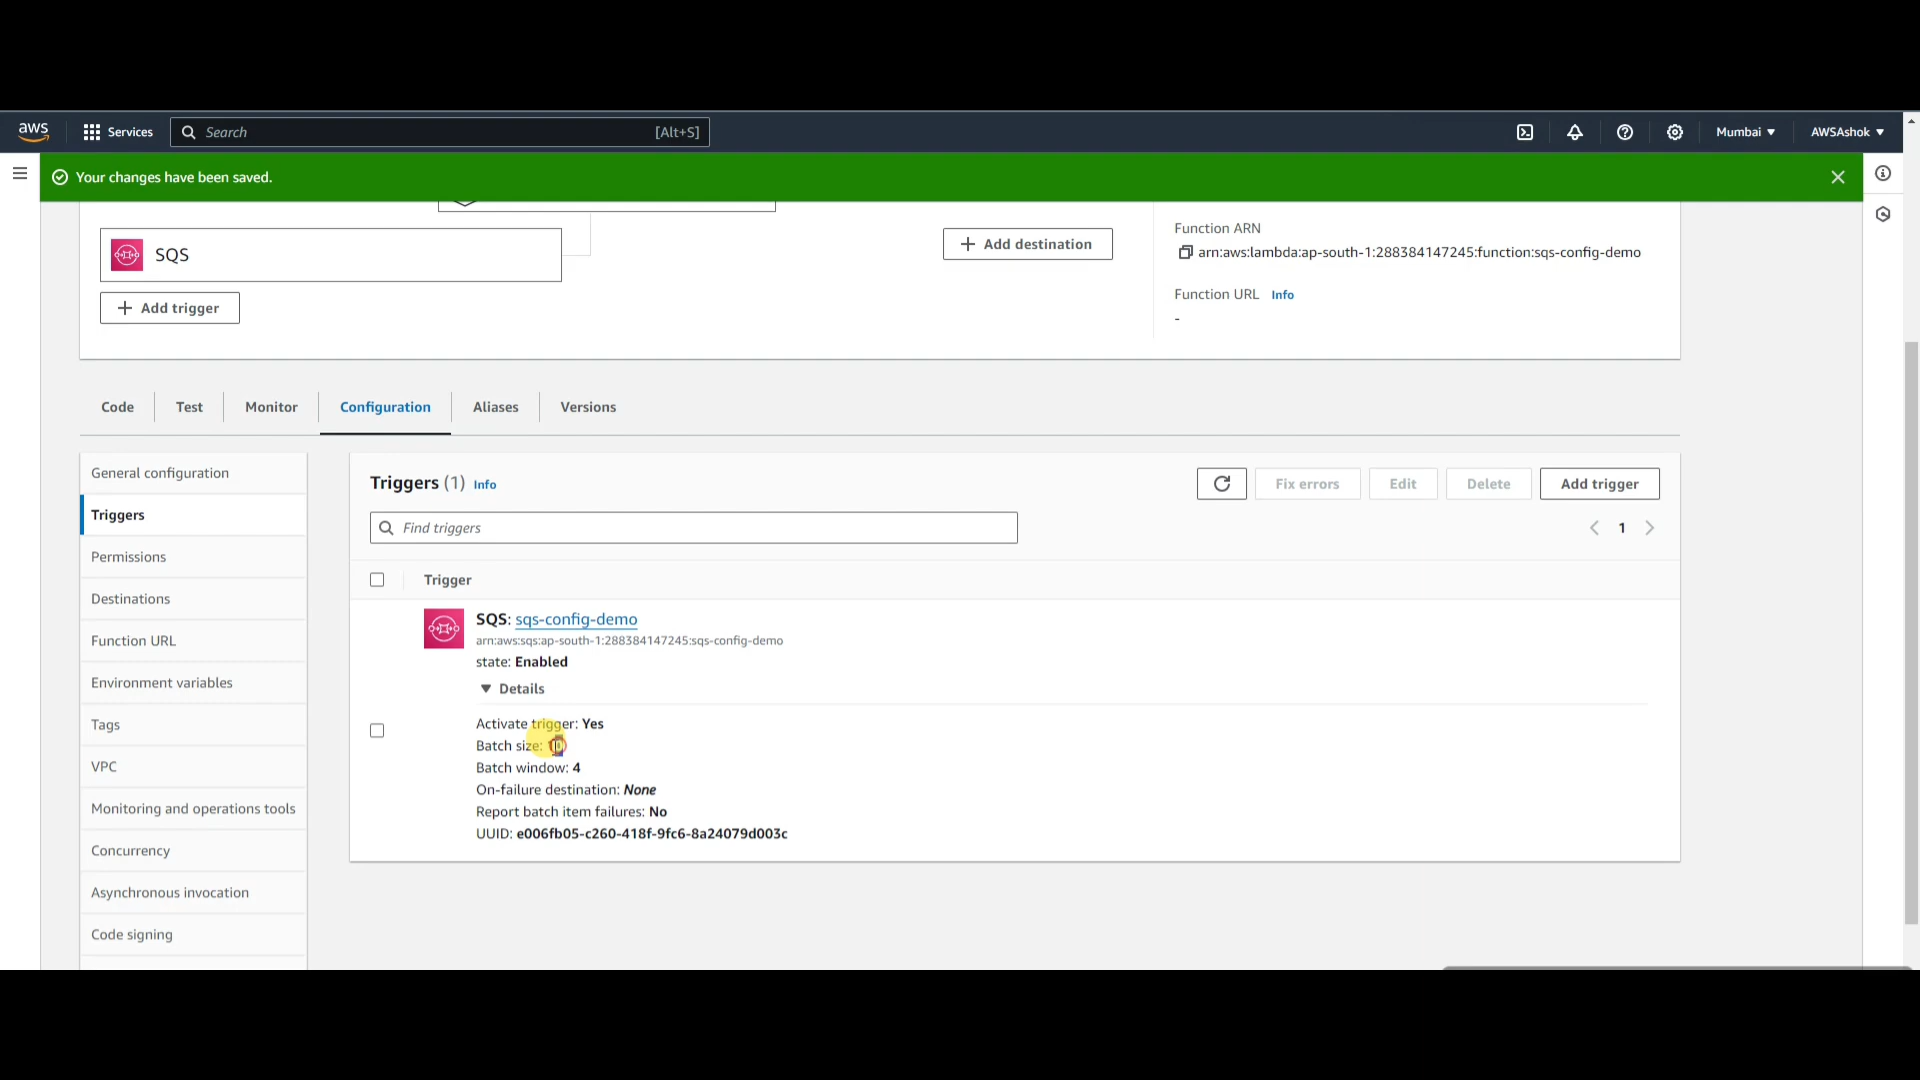 aws
Services
Search
[Alt+S]
Mumbai
AWSAshok
Your changes have been saved.
SQS
Add trigger
Add destination
Function ARN
arn:aws:lambda:ap-south-1:288384147245:function:sqs-config-demo
Function URL Info
-
Code
Test
Monitor
Configuration
Aliases
Versions
General configuration
Triggers
Permissions
Destinations
Function URL
Environment variables
Tags
VPC
Monitoring and operations tools
Concurrency
Asynchronous invocation
Code signing
Triggers (1) Info
Fix errors
Edit
Delete
Add trigger
Find triggers
1
Trigger
SQS: sqs-config-demo
arn:aws:sqs:ap-south-1:288384147245:sqs-config-demo
state: Enabled
Details
Activate trigger: Yes
Batch size:
Batch window: 4
On-failure destination: None
Report batch item failures: No
UUID: e006fb05-c260-418f-9fc6-8a24079d003c